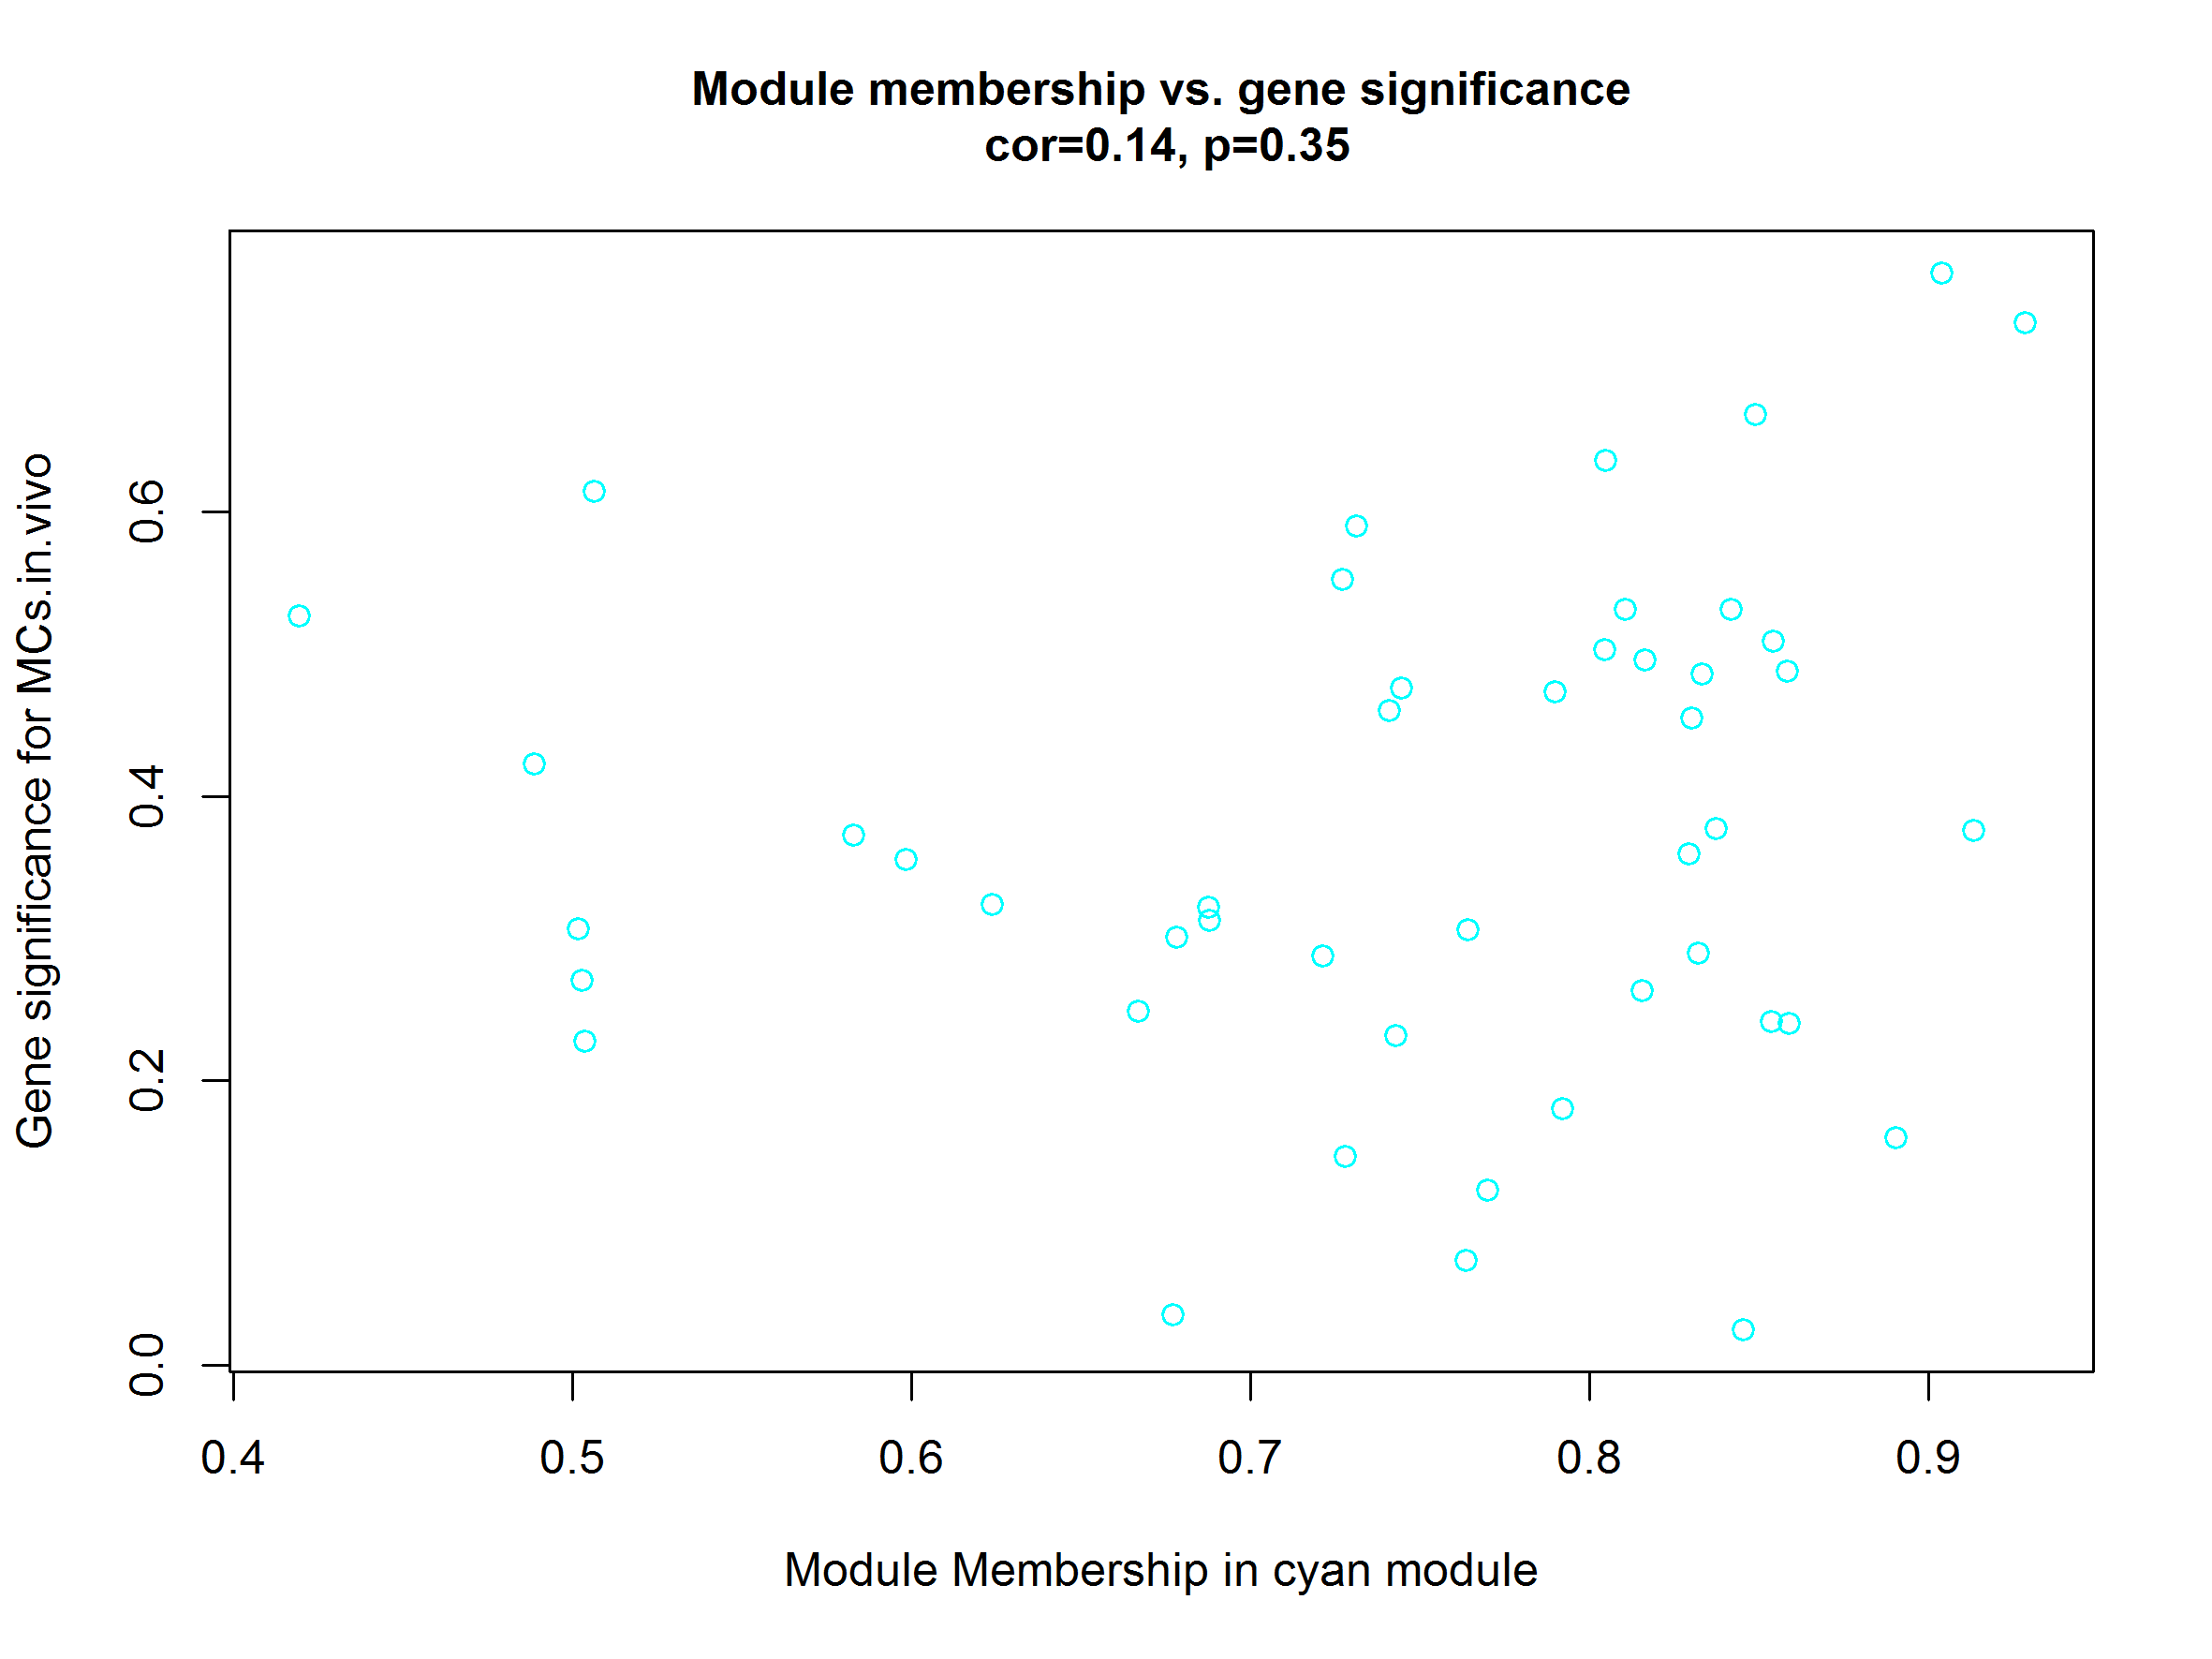 Module membership vs. gene significance
cor=0.14, p=0.35
Gene significance for MCs.in.vivo
0.6
0.4
0.2
0.0
0.4 0.5 0.6 0.7 0.8 0.9
Module Membership in cyan module